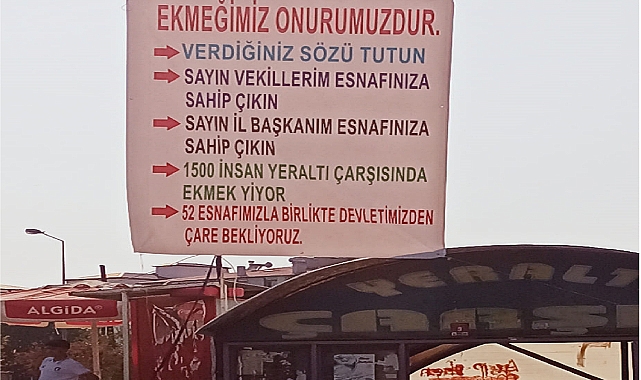 EKMEĞİMİZ ONURUMUZDUR.
VERDİĞİNİZ SÖZÜ TUTUN
SAYIN VEKİLLERİM ESNAFINIZA
SAHİP ÇIKIN
SAYIN İL BAŞKANIM ESNAFINIZA
SAHİP ÇIKIN
1500 İNSAN YERALTI ÇARŞISINDA
EKMEK YİYOR
52 ESNAFIMIZLA BİRLİKTE DEVLETİMİZDEN
ÇARE BEKLİYORUZ.
ALGIDA
YERALTI
ÇARŞI